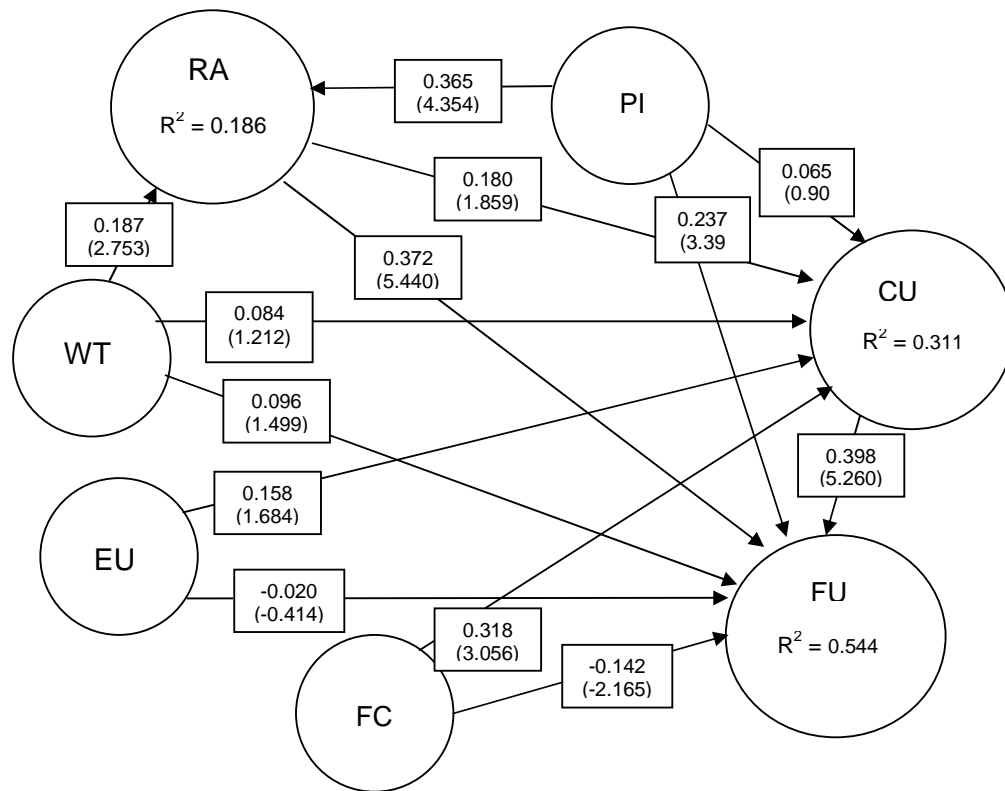 RA
R² = 0.186
0.365
(4.354)
PI
0.065
(0.90
0.180
(1.859)
0.187
(2.753)
0.237
(3.39
0.372
(5.440)
CU
R² = 0.311
0.084
(1.212)
WT
0.096
(1.499)
0.398
(5.260)
0.158
(1.684)
EU
-0.020
(-0.414)
FU
R² = 0.544
0.318
(3.056)
-0.142
(-2.165)
FC